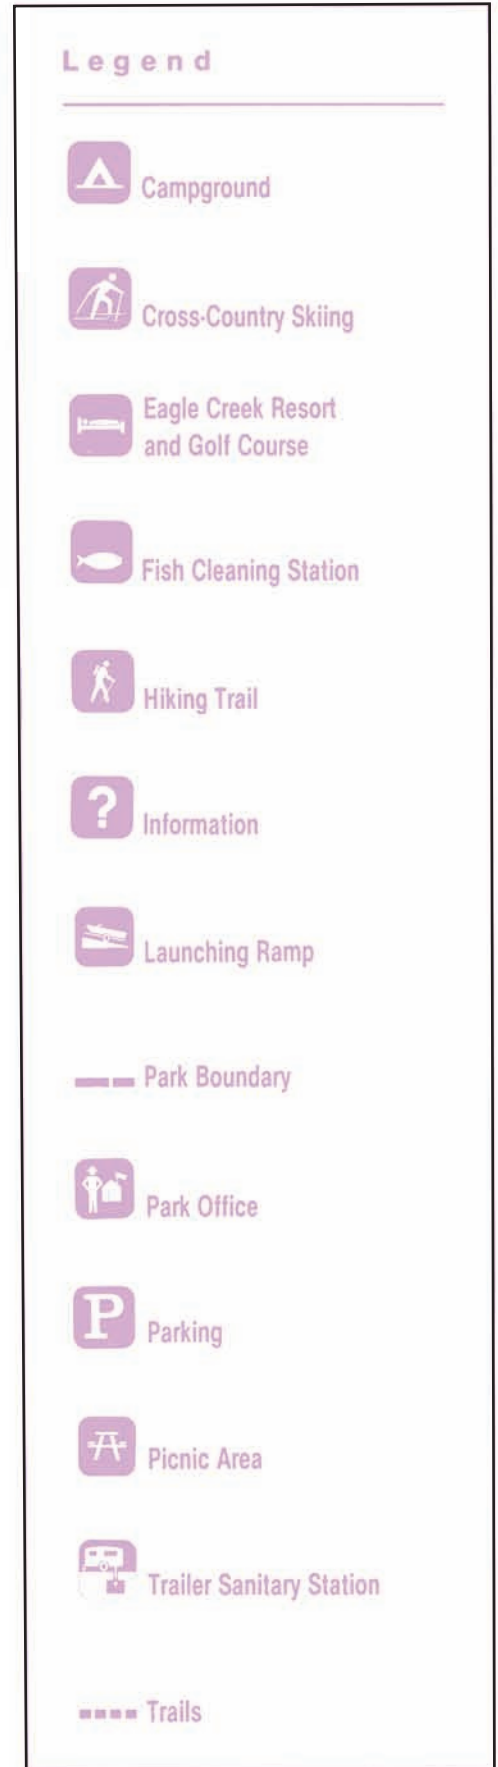 Legend
Campground
Cross-Country Skiing
Eagle Creek Resort
and Golf Course
Fish Cleaning Station
Hiking Trail
?
Information
Launching Ramp
Park Boundary
Park Office
P
Parking
Picnic Area
Trailer Sanitary Station
Trails